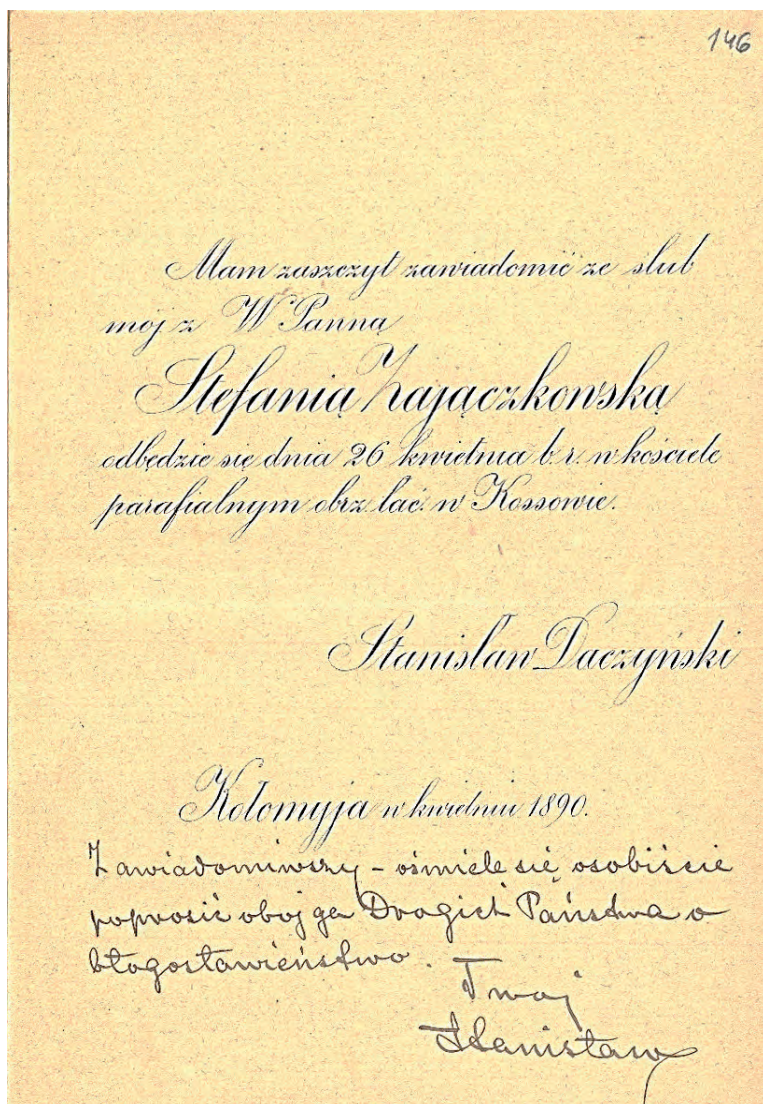 146
Mam zaszczyt zawiadomić że ślub
mój z W Panną
Stefanią Zajączkowską
odbędzie się dnia 26 kwietnia b.r. w kościele
parafialnym obrz. łać. w Kossowie.
Stanisław Daczyński
Kołomyja w kwietniu 1890.
Zawiadomiwszy – ośmielę się osobiście
poprosić obojga Drogich Państwa o
błogosławieństwo.
Twój
Stanisław